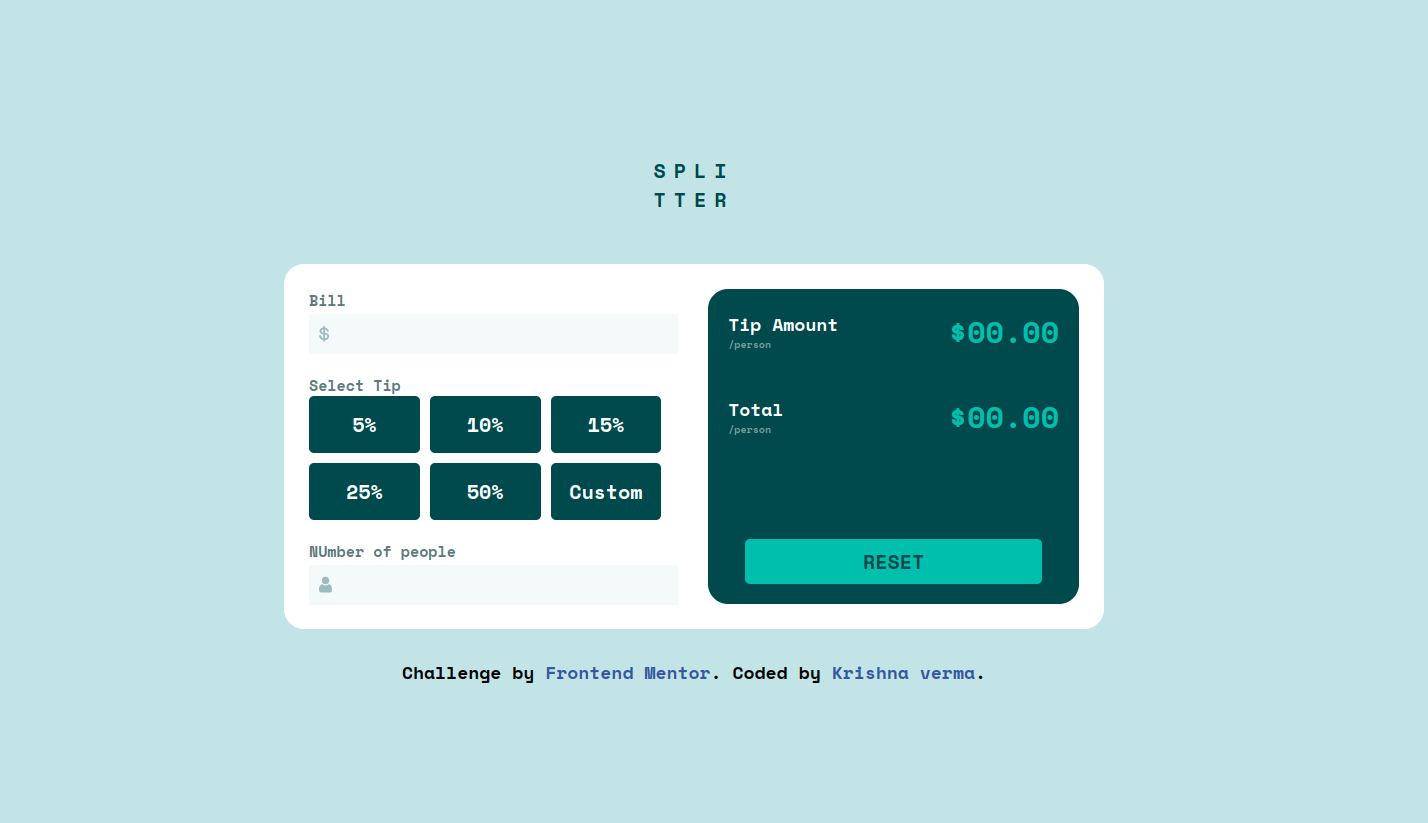 SPLI
TTER
Bill
$
Select Tip
5% 10% 15%
25% 50% Custom
NUmber of people
Tip Amount $00.00
/person
Total $00.00
/person
RESET
Challenge by Frontend Mentor. Coded by Krishna verma.